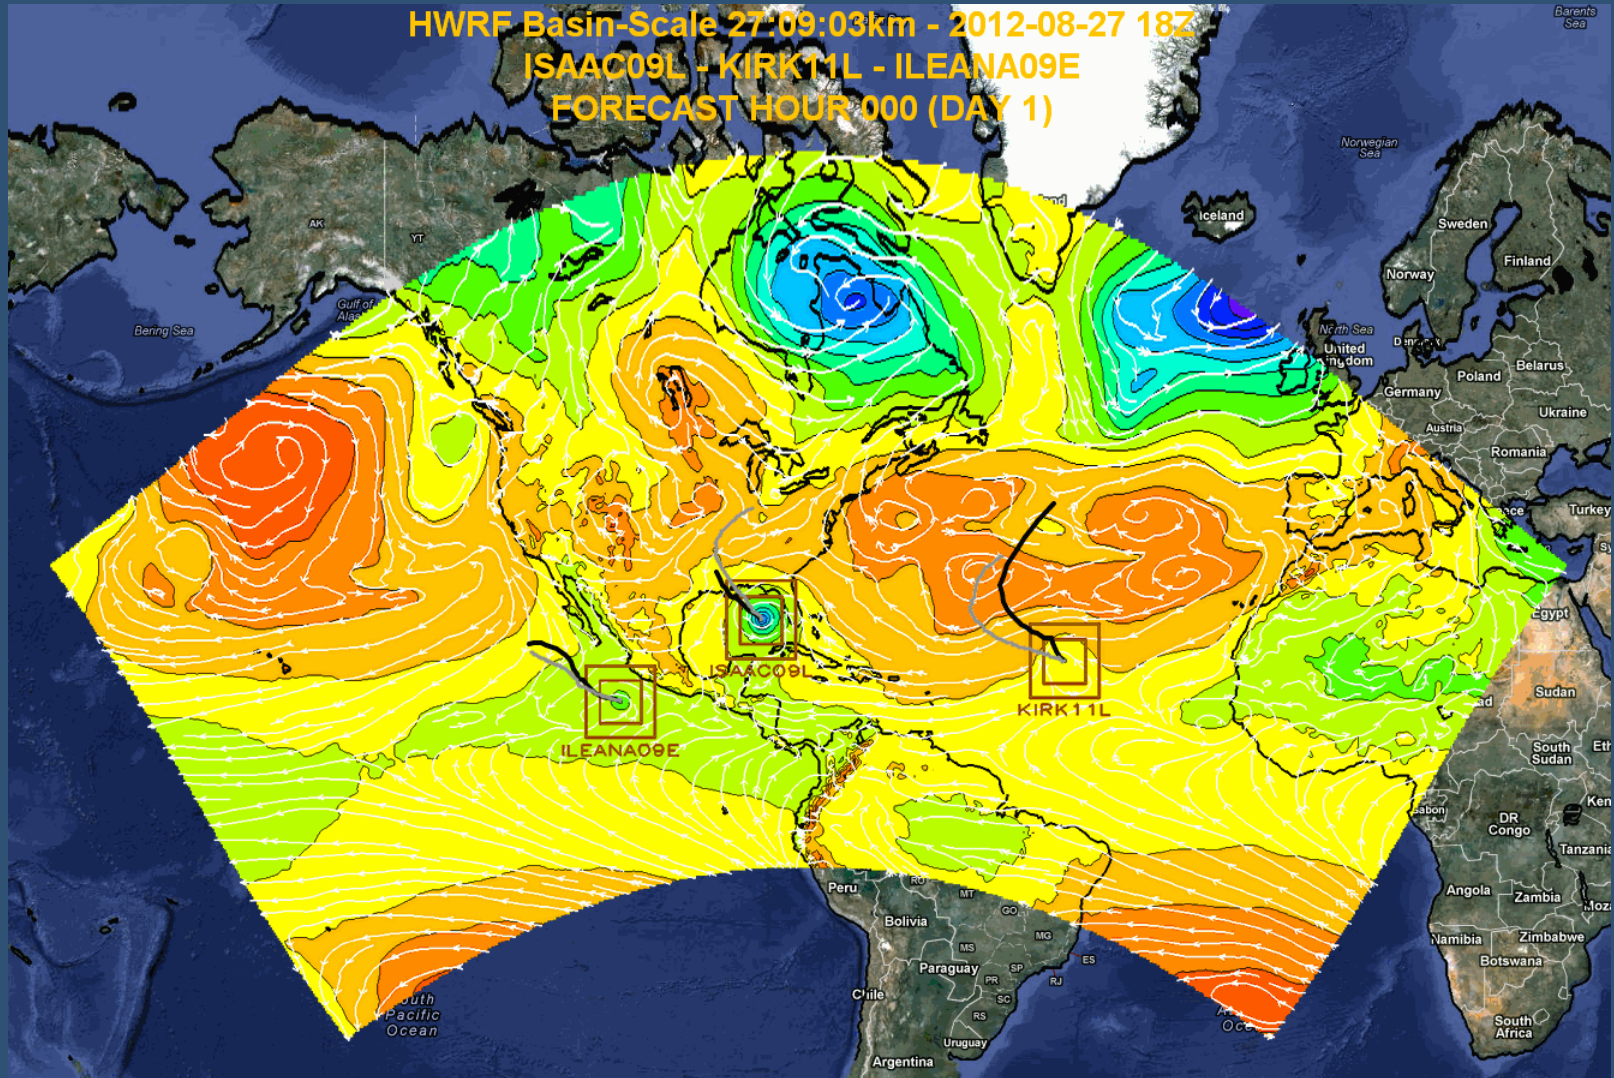 HWRF Basin-Scale 27:09:03km - 2012-08-27 18Z
ISAAC09L - KIRK11L - ILEANA09E
FORECAST HOUR 000 (DAY 1)
Barents
Sea
Norwegian
Sea
Iceland
Sweden
Finland
Norway
AK
YT
Gulf of
Bering Sea
North Sea
United
Kingdom
Belarus
Poland
Germany
Ukraine
Austria
Romania
Turkey
Egypt
ISAAC09L
KIRK11L
ILEANA09E
Sudan
South
Sudan
DR
Congo
Tanzania
Angola
Zambia
Namibia
Zimbabwe
Botswana
South
Africa
Peru
RO
MT
Bolivia
GO
MS
MG
ES
Paraguay
SP
PR
RJ
SC
RS
Chile
Uruguay
Argentina
South
Pacific
Ocean